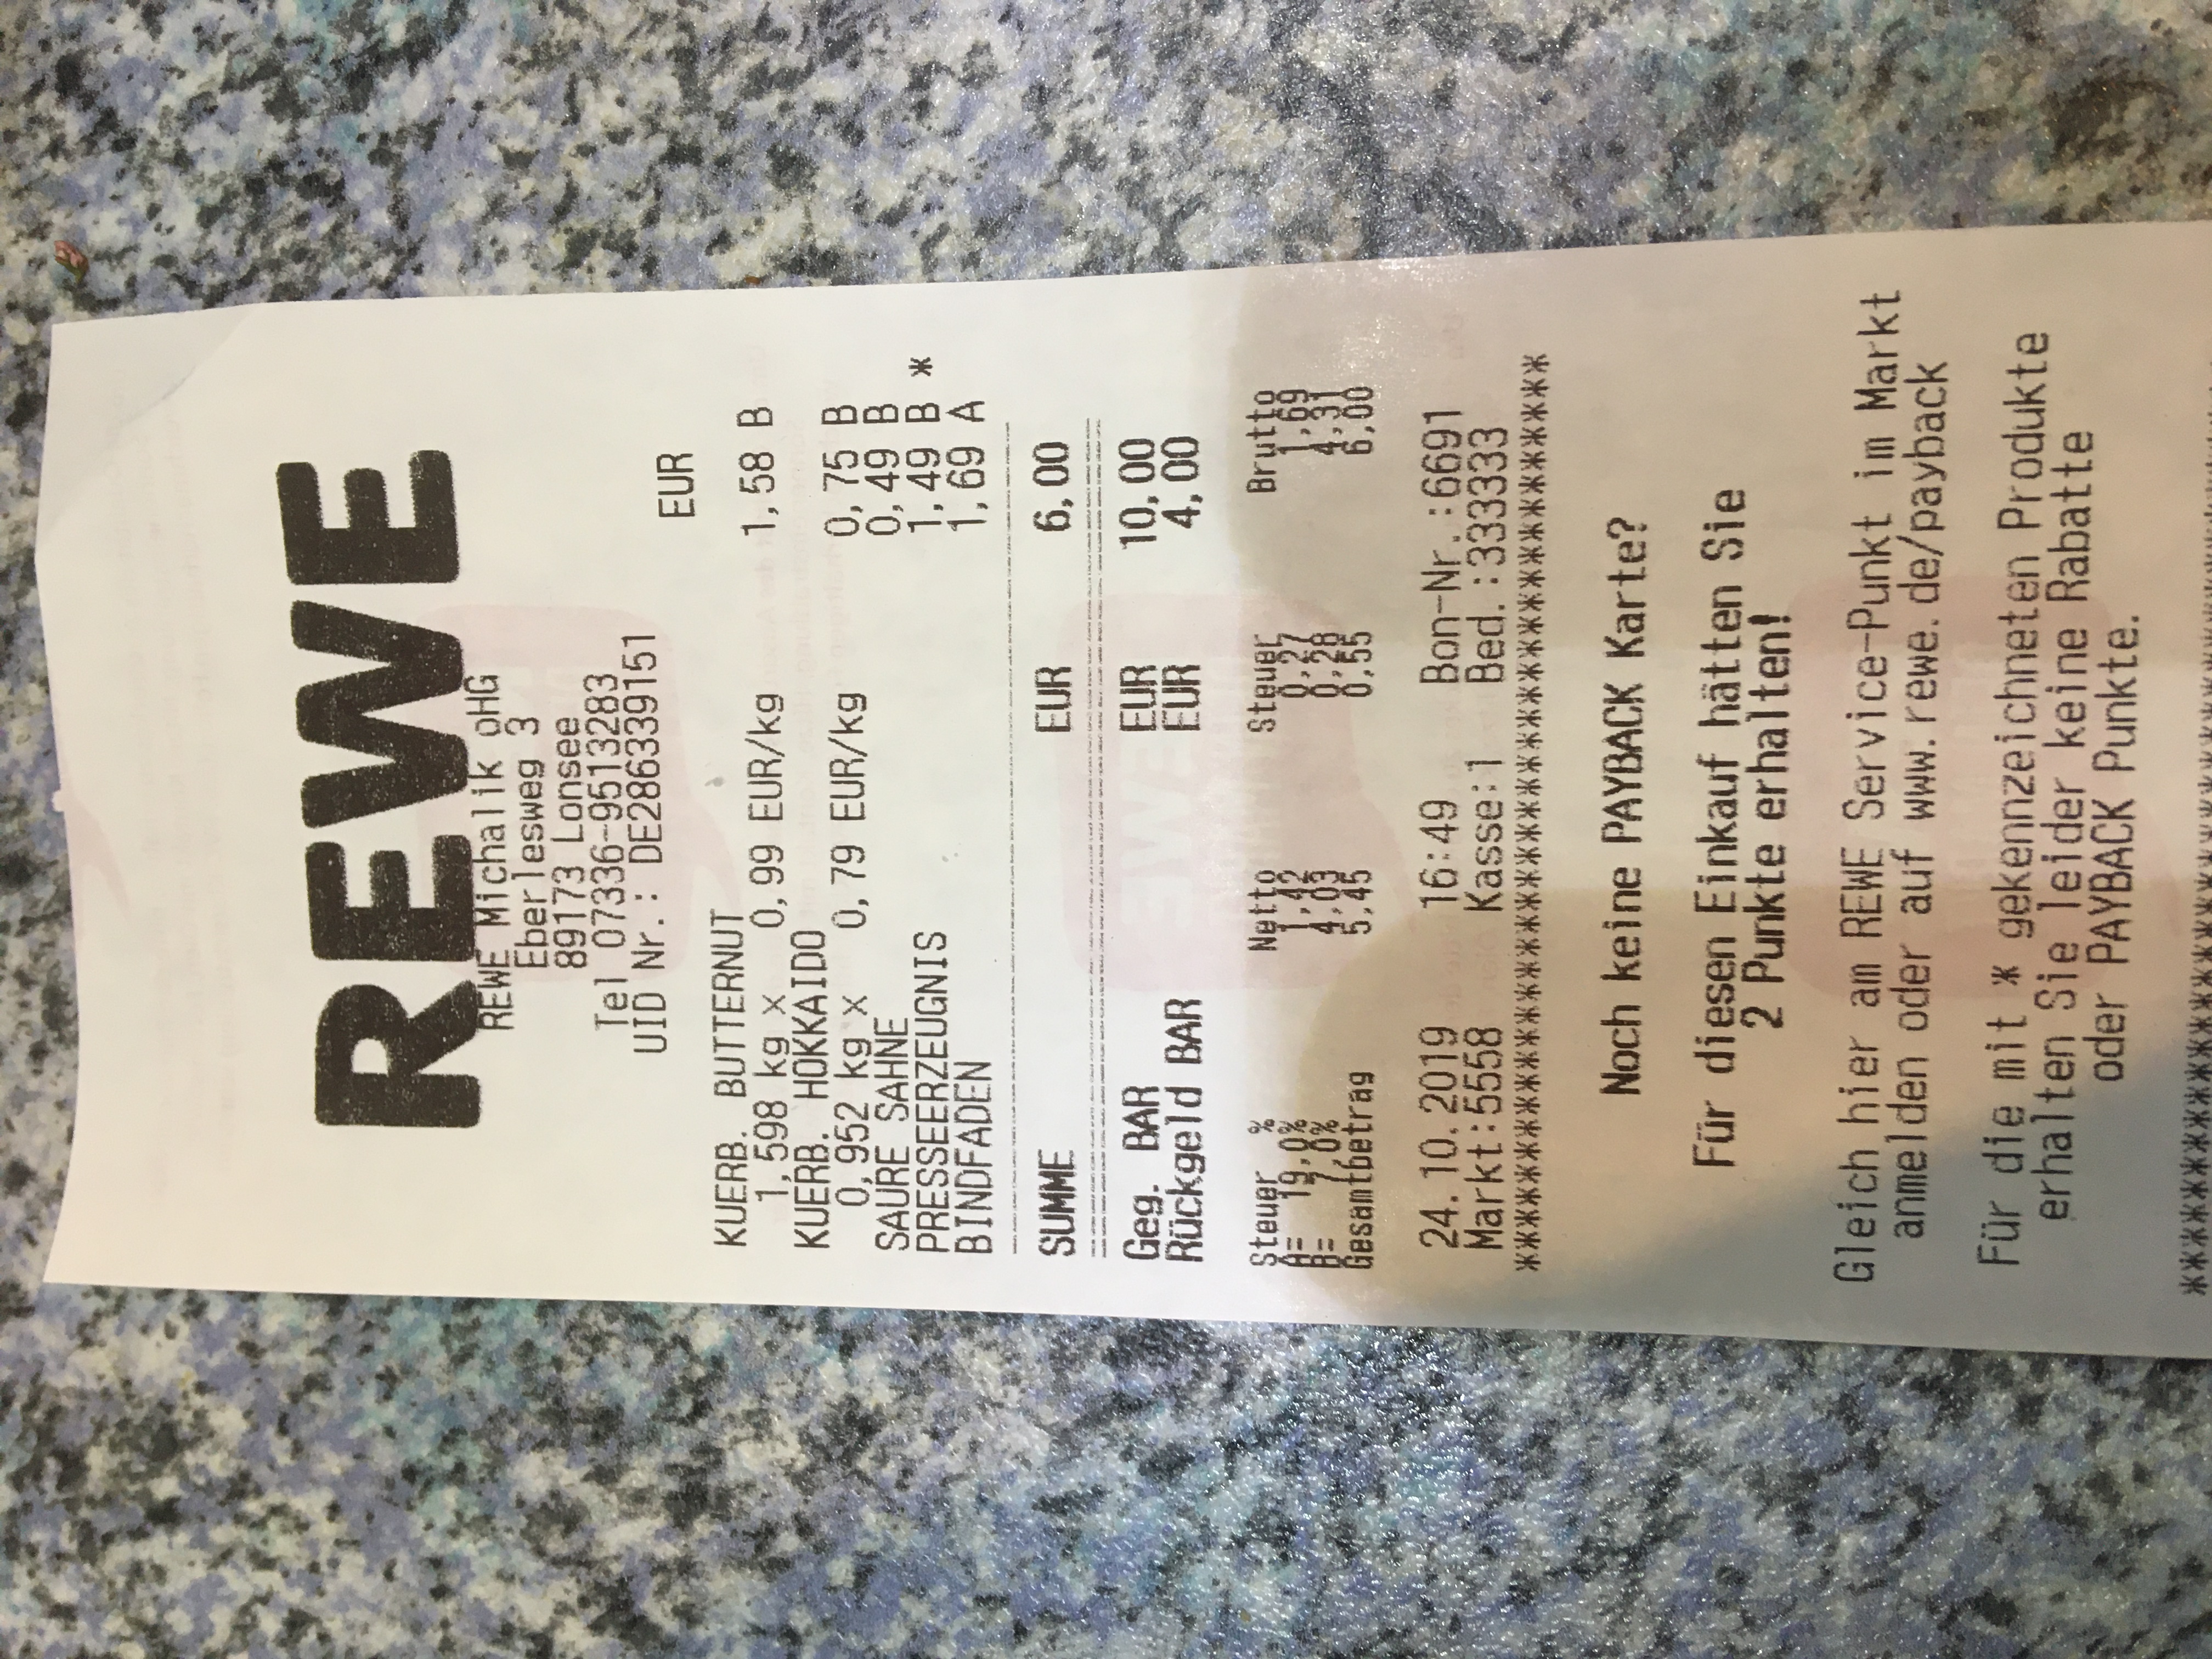 REWE
REWE Michalik oHG
Eberlesweg 3
89173 Lonsee
Tel 07336-9513283
UID Nr.: DE286339151
EUR
KUERB. BUTTERNUT
1,598 kg x 0,99 EUR/kg 1,58 B
KUERB. HOKKAIDO
0,952 kg x 0,79 EUR/kg 0,75 B
SAURE SAHNE 0,49 B
PRESSEERZEUGNIS 1,49 B *
BINDFADEN 1,69 A
SUMME EUR 6,00
Geg. BAR EUR 10,00
Rückgeld BAR EUR 4,00
Steuer % Netto Steuer Brutto
A= 19,0% 1,42 0,27 1,69
B= 7,0% 4,03 0,28 4,31
Gesamtbetrag 5,45 0,55 6,00
24.10.2019 16:49 Bon-Nr.:6691
Markt:5558 Kasse:1 Bed.:333333
****************************************
Noch keine PAYBACK Karte?
Für diesen Einkauf hätten Sie
2 Punkte erhalten!
Gleich hier am REWE Service-Punkt im Markt
anmelden oder auf www.rewe.de/payback
Für die mit * gekennzeichneten Produkte
erhalten Sie leider keine Rabatte
oder PAYBACK Punkte.
****************************************